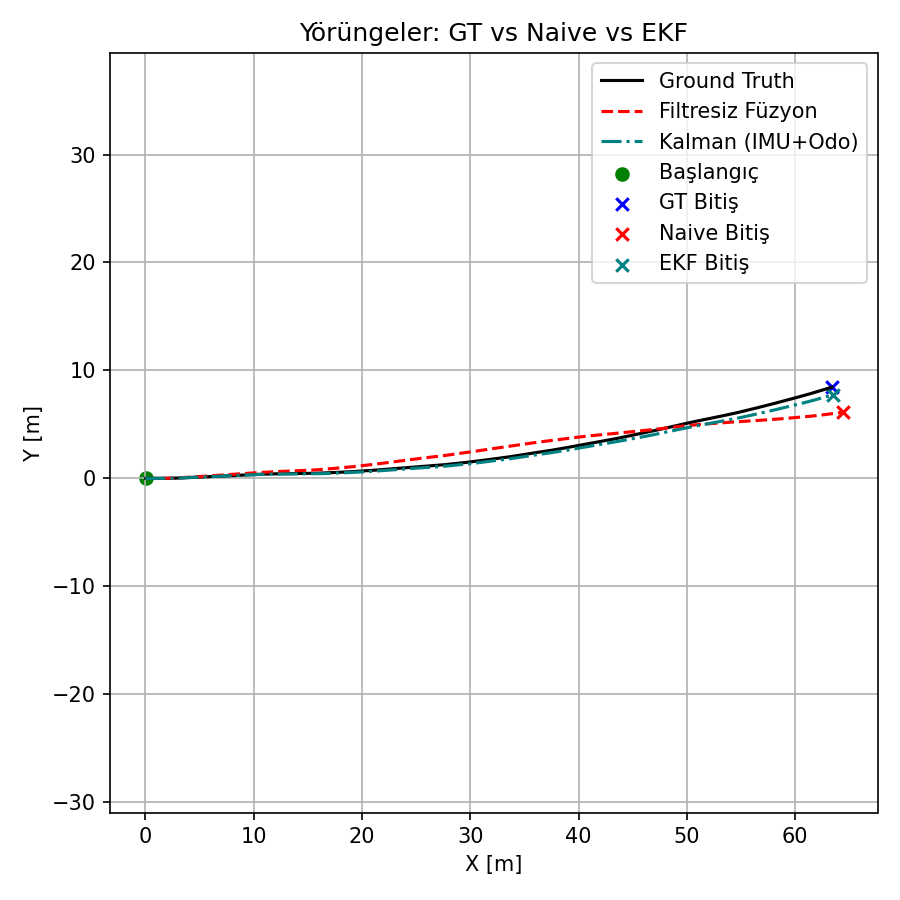 Yörüngeler: GT vs Naive vs EKF
Ground Truth
Filtresiz Füzyon
Kalman (IMU+Odo)
Başlangıç
GT Bitiş
Naive Bitiş
EKF Bitiş
Y [m]
30
20
10
0
−10
−20
−30
0 10 20 30 40 50 60
X [m]